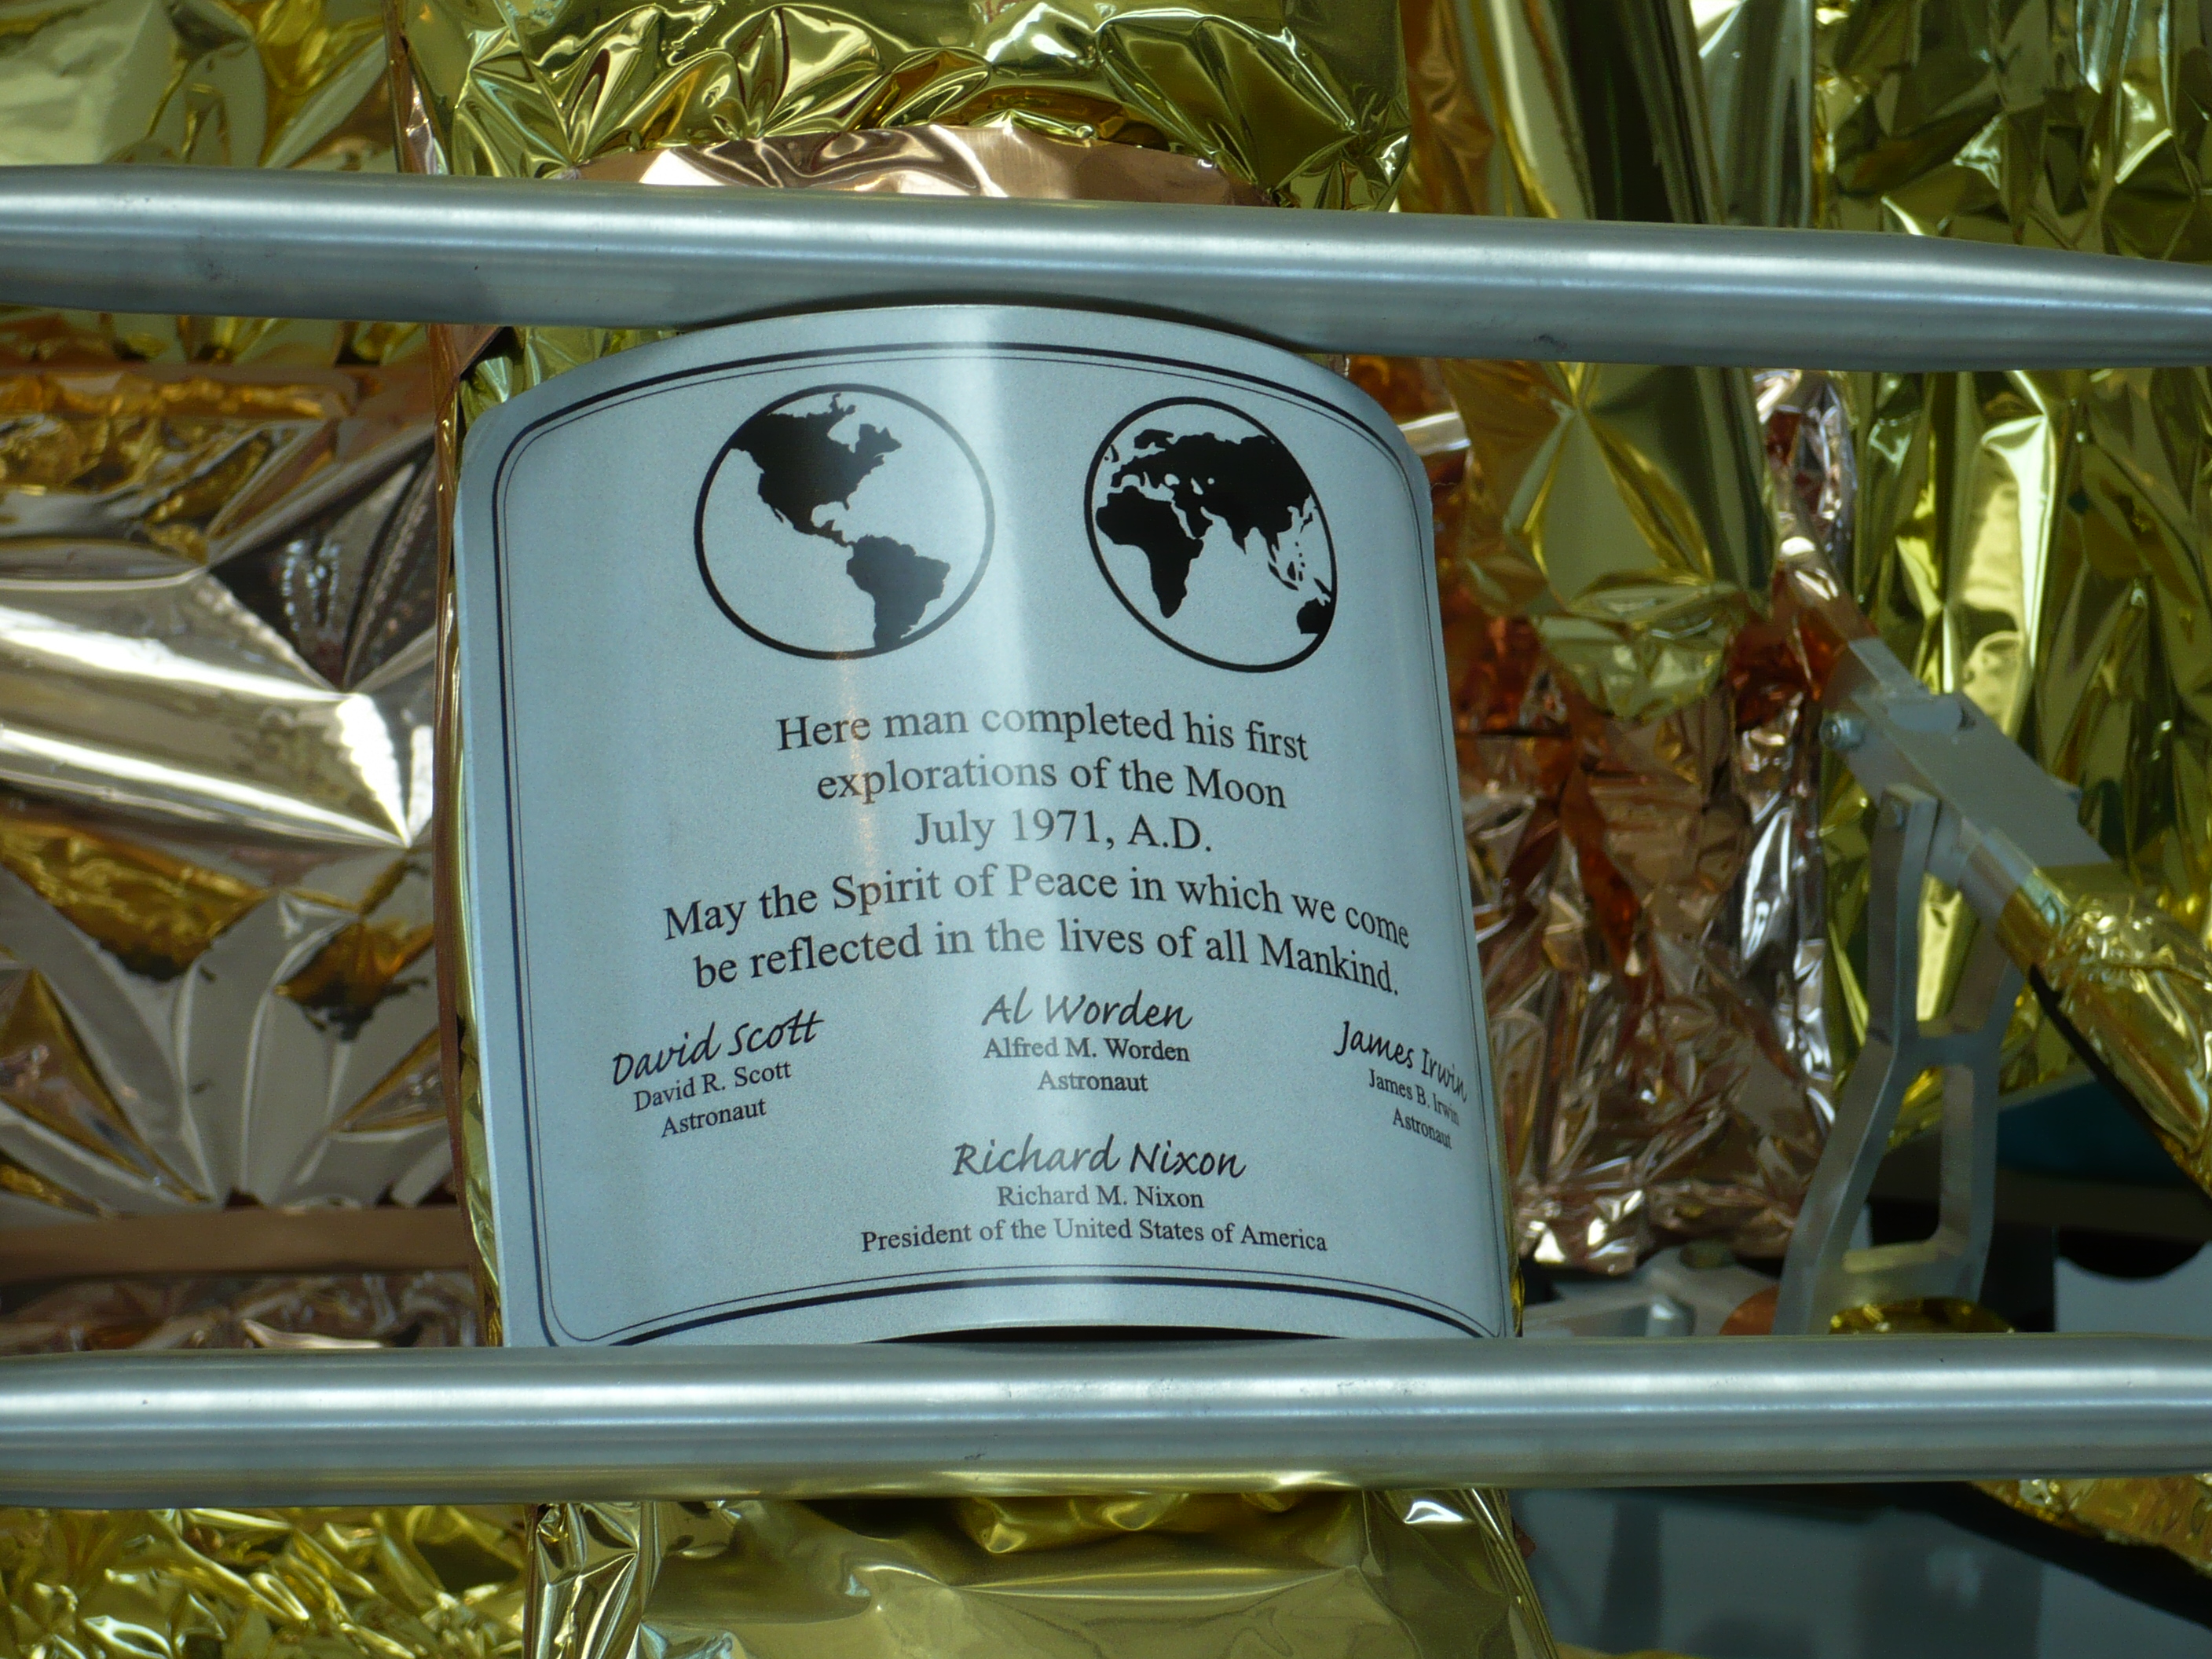 Here man completed his first
explorations of the Moon
July 1971, A.D.
May the Spirit of Peace in which we come
be reflected in the lives of all Mankind.
David Scott
David R. Scott
Astronaut
Al Worden
Alfred M. Worden
Astronaut
James Irwin
James B. Irwin
Astronaut
Richard Nixon
Richard M. Nixon
President of the United States of America